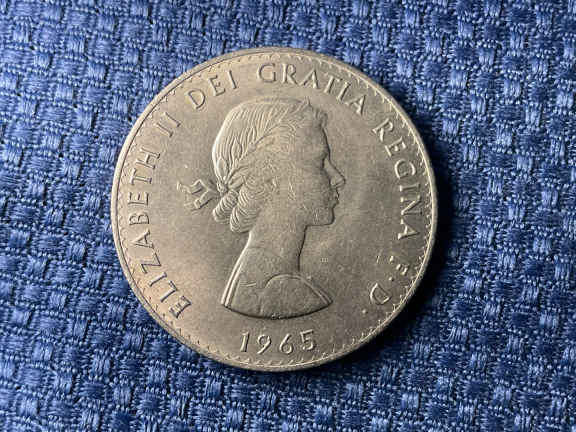 ELIZABETH II DEI GRATIA REGINA F·D·
1965